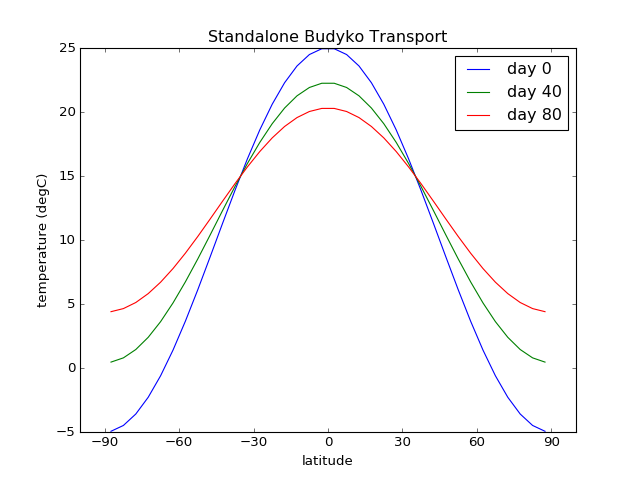 Standalone Budyko Transport
day 0
day 40
day 80
temperature (degC)
25
20
15
10
5
0
−5
−90 −60 −30 0 30 60 90
latitude